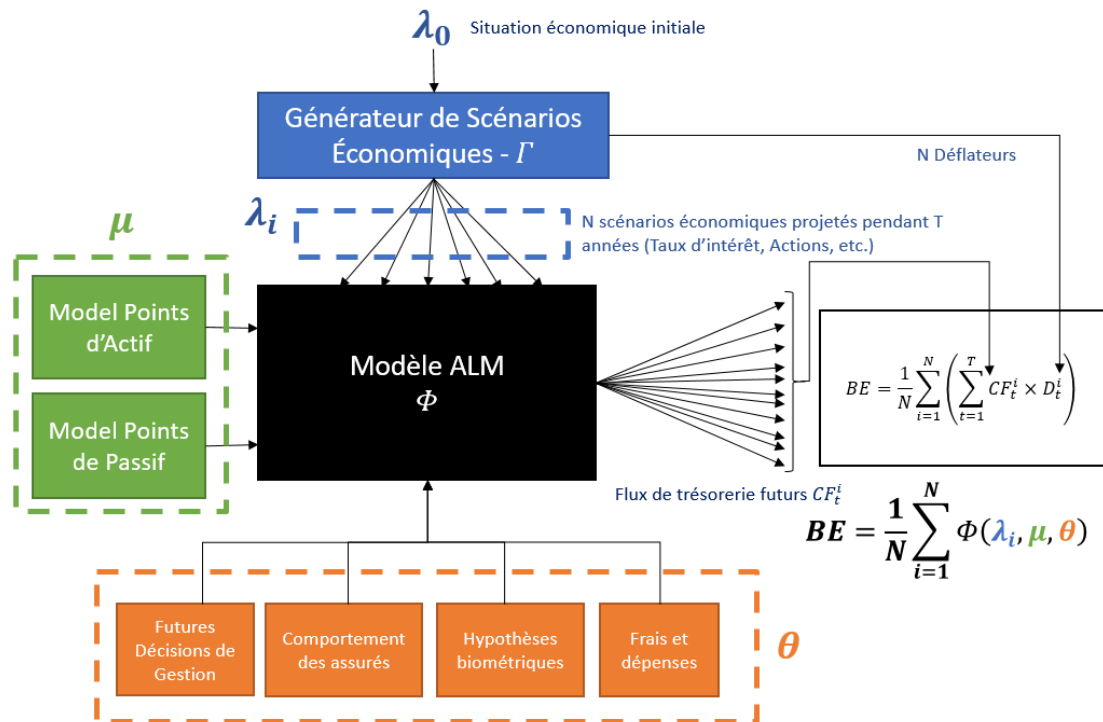 λ₀ Situation économique initiale
Générateur de Scénarios
Économiques - Γ
N Déflateurs
λᵢ
N scénarios économiques projetés pendant T
années (Taux d’intérêt, Actions, etc.)
μ
Model Points
d’Actif
Model Points
de Passif
Modèle ALM
Φ
BE = 1/N ∑_{i=1}^{N} ( ∑_{t=1}^{T} CF_t^i × D_t^i )
Flux de trésorerie futurs CF_t^i
BE = 1/N ∑_{i=1}^{N} Φ(λᵢ, μ, θ)
Futures
Décisions de
Gestion
Comportement
des assurés
Hypothèses
biométriques
Frais et
dépenses
θ